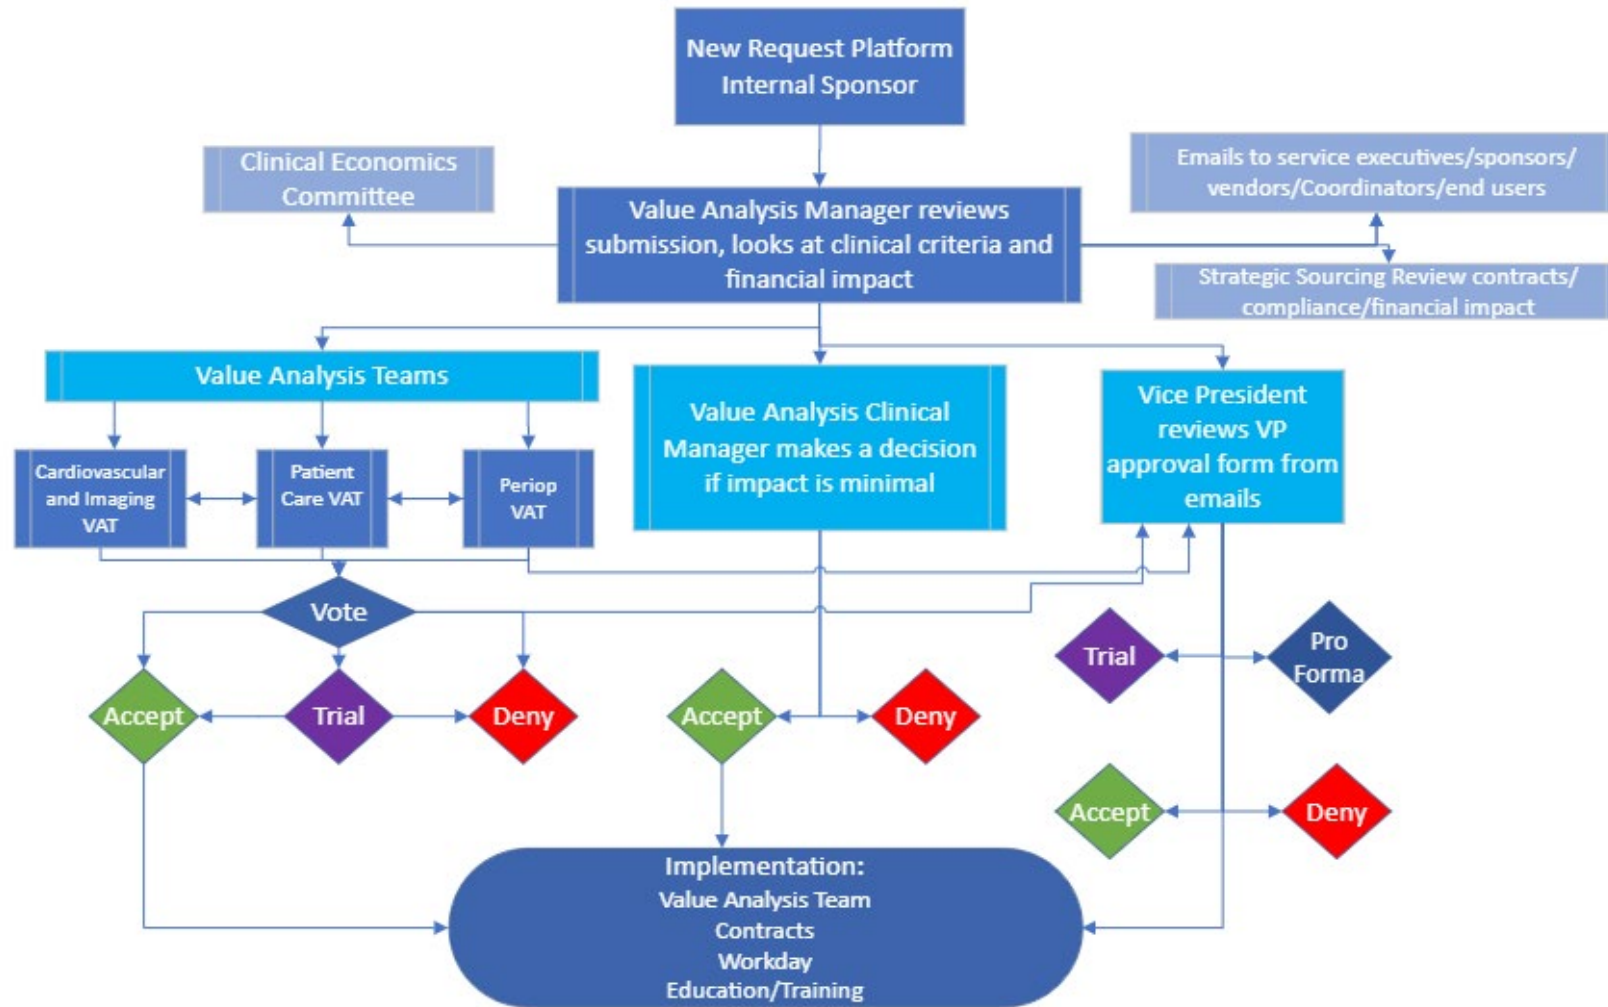 New Request Platform
Internal Sponsor
Clinical Economics
Committee
Emails to service executives/sponsors/
vendors/Coordinators/end users
Value Analysis Manager reviews
submission, looks at clinical criteria and
financial impact
Strategic Sourcing Review contracts/
compliance/financial impact
Value Analysis Teams
Value Analysis Clinical
Manager makes a decision
if impact is minimal
Vice President
reviews VP
approval form from
emails
Cardiovascular
and Imaging
VAT
Patient
Care VAT
Periop
VAT
Vote
Trial
Pro
Forma
Accept
Trial
Deny
Accept
Deny
Accept
Deny
Implementation:
Value Analysis Team
Contracts
Workday
Education/Training